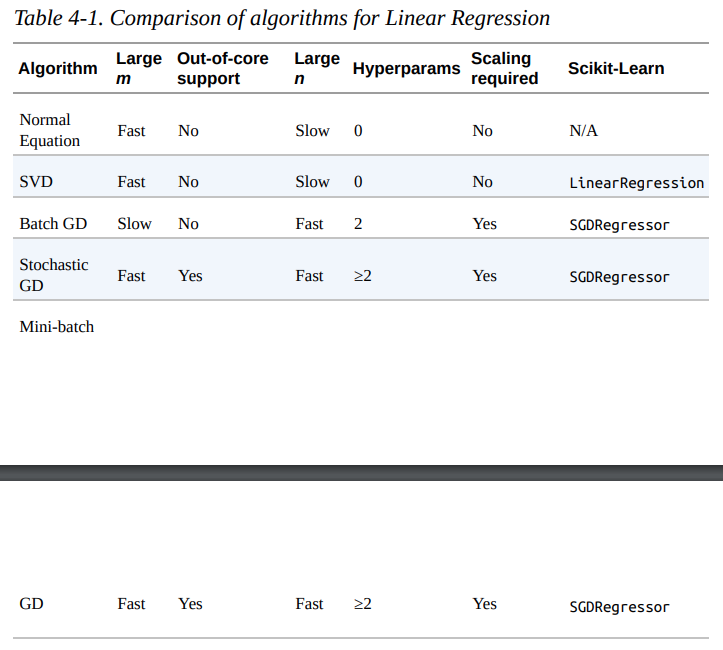 Table 4-1. Comparison of algorithms for Linear Regression
Algorithm Large m Out-of-core support Large n Hyperparams Scaling required Scikit-Learn
Normal Equation Fast No Slow 0 No N/A
SVD Fast No Slow 0 No LinearRegression
Batch GD Slow No Fast 2 Yes SGDRegressor
Stochastic GD Fast Yes Fast ≥2 Yes SGDRegressor
Mini-batch
GD Fast Yes Fast ≥2 Yes SGDRegressor